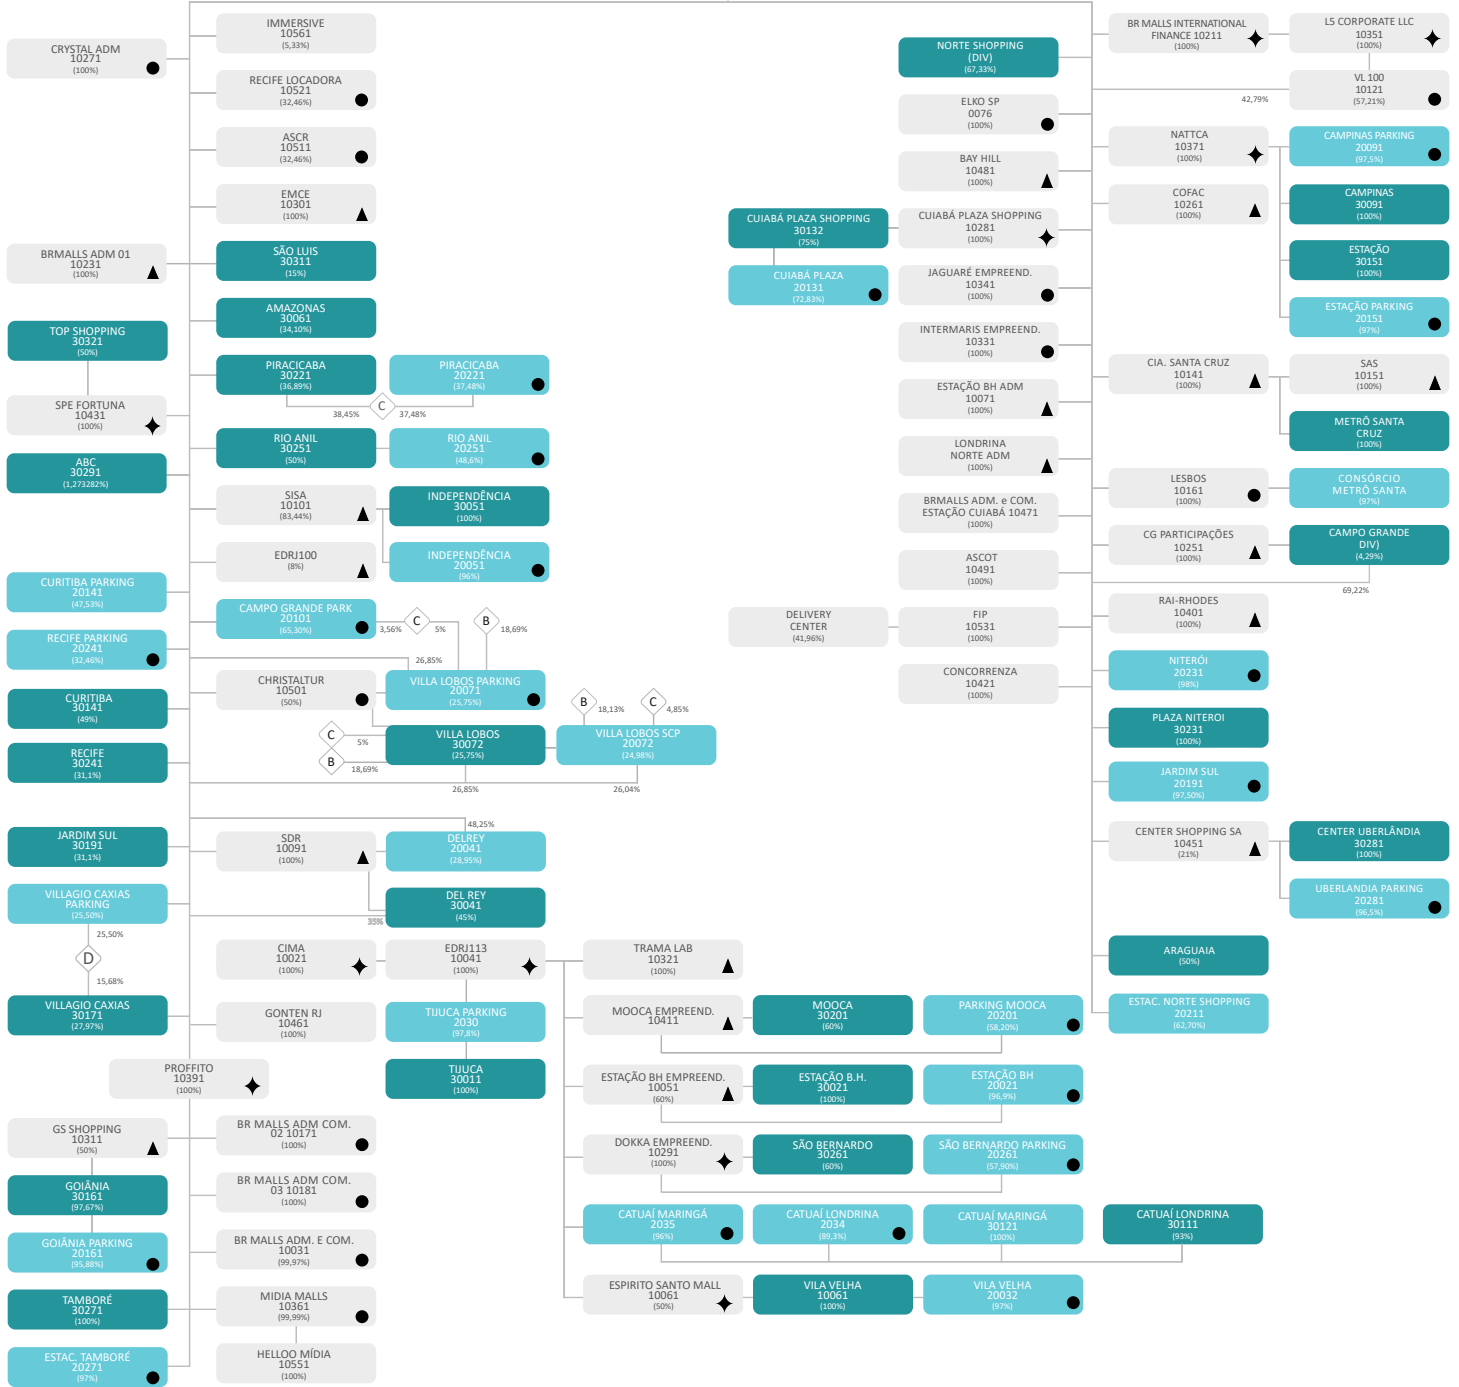 CRYSTAL ADM
10271
(100%)
BRMALLS ADM 01
10231
(100%)
TOP SHOPPING
30321
(50%)
SPE FORTUNA
10431
(100%)
ABC
30291
(1,273282%)
CURITIBA PARKING
20141
(47,53%)
RECIFE PARKING
20241
(32,46%)
CURITIBA
30141
(49%)
RECIFE
30241
(31,1%)
JARDIM SUL
30191
(31,1%)
VILLAGIO CAXIAS
PARKING
(25,50%)
25,50%
D
15,68%
VILLAGIO CAXIAS
30171
(27,97%)
PROFFITO
10391
(100%)
GS SHOPPING
10311
(50%)
GOIÂNIA
30161
(97,67%)
GOIÂNIA PARKING
20161
(95,88%)
TAMBORÉ
30271
(100%)
ESTAC. TAMBORÉ
20271
(97%)
IMMERSIVE
10561
(5,33%)
RECIFE LOCADORA
10521
(32,46%)
ASCR
10511
(32,46%)
EMCE
10301
(100%)
SÃO LUIS
30311
(15%)
AMAZONAS
30061
(34,10%)
PIRACICABA
30221
(36,89%)
PIRACICABA
20221
(37,48%)
38,45%
C
37,48%
RIO ANIL
30251
(50%)
RIO ANIL
20251
(48,6%)
SISA
10101
(83,44%)
INDEPENDÊNCIA
30051
(100%)
EDRJ100
(8%)
INDEPENDÊNCIA
20051
(96%)
CAMPO GRANDE PARK
20101
(65,30%)
3,56%
C
5%
B
18,69%
26,85%
CHRISTALTUR
10501
(50%)
VILLA LOBOS PARKING
20071
(25,75%)
B
18,13%
C
4,85%
C
5%
B
18,69%
VILLA LOBOS
30072
(25,75%)
VILLA LOBOS SCP
20072
(24,98%)
26,85%
26,04%
48,25%
SDR
10091
(100%)
DELREY
20041
(28,95%)
DEL REY
30041
(45%)
35%
CIMA
10021
(100%)
EDRJ113
10041
(100%)
GONTEN RJ
10461
(100%)
TIJUCA PARKING
2030
(97,8%)
TIJUCA
30011
(100%)
BR MALLS ADM COM.
02 10171
(100%)
BR MALLS ADM COM.
03 10181
(100%)
BR MALLS ADM. E COM.
10031
(99,97%)
MIDIA MALLS
10361
(99,99%)
HELLOO MÍDIA
10551
(100%)
TRAMA LAB
10321
(100%)
MOOCA EMPREEND.
10411
MOOCA
30201
(60%)
PARKING MOOCA
20201
(58,20%)
ESTAÇÃO BH EMPREEND.
10051
(60%)
ESTAÇÃO B.H.
30021
(100%)
ESTAÇÃO BH
20021
(96,9%)
DOKKA EMPREEND.
10291
(100%)
SÃO BERNARDO
30261
(60%)
SÃO BERNARDO PARKING
20261
(57,90%)
CATUAÍ MARINGÁ
2035
(96%)
CATUAÍ LONDRINA
2034
(89,3%)
CATUAÍ MARINGÁ
30121
(100%)
CATUAÍ LONDRINA
30111
(93%)
ESPIRITO SANTO MALL
10061
(50%)
VILA VELHA
10061
(100%)
VILA VELHA
20032
(97%)
NORTE SHOPPING
(DIV)
(67,33%)
ELKO SP
0076
(100%)
BAY HILL
10481
(100%)
CUIABÁ PLAZA SHOPPING
30132
(75%)
CUIABÁ PLAZA SHOPPING
10281
(100%)
CUIABÁ PLAZA
20131
(72,83%)
JAGUARÉ EMPREEND.
10341
(100%)
INTERMARIS EMPREEND.
10331
(100%)
ESTAÇÃO BH ADM
10071
(100%)
LONDRINA
NORTE ADM
(100%)
BRMALLS ADM. e COM.
ESTAÇÃO CUIABÁ 10471
(100%)
ASCOT
10491
(100%)
DELIVERY
CENTER
(41,96%)
FIP
10531
(100%)
CONCORRENZA
10421
(100%)
BR MALLS INTERNATIONAL
FINANCE 10211
(100%)
L5 CORPORATE LLC
10351
(100%)
42,79%
VL 100
10121
(57,21%)
NATTCA
10371
(100%)
CAMPINAS PARKING
20091
(97,5%)
COFAC
10261
(100%)
CAMPINAS
30091
(100%)
ESTAÇÃO
30151
(100%)
ESTAÇÃO PARKING
20151
(97%)
CIA. SANTA CRUZ
10141
(100%)
SAS
10151
(100%)
METRÔ SANTA
CRUZ
(100%)
LESBOS
10161
(100%)
CONSÓRCIO
METRÔ SANTA
(97%)
CG PARTICIPAÇÕES
10251
(100%)
CAMPO GRANDE
DIV)
(4,29%)
69,22%
RAI-RHODES
10401
(100%)
NITERÓI
20231
(98%)
PLAZA NITEROI
30231
(100%)
JARDIM SUL
20191
(97,50%)
CENTER SHOPPING SA
10451
(21%)
CENTER UBERLÂNDIA
30281
(100%)
UBERLANDIA PARKING
20281
(96,5%)
ARAGUAIA
(50%)
ESTAC. NORTE SHOPPING
20211
(62,70%)